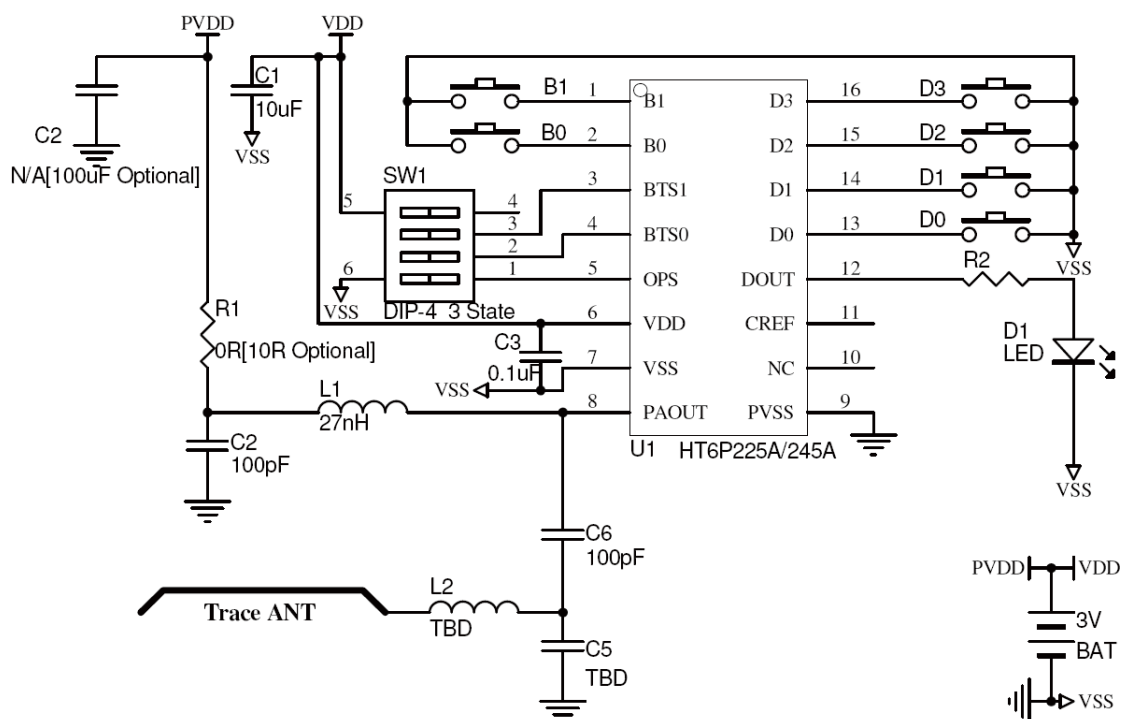 PVDD
VDD
C1
10uF
VSS
C2
N/A[100uF Optional]
B1
B0
1
2
3
4
5
6
7
8
B1
B0
BTS1
BTS0
OPS
VDD
VSS
PAOUT
D3
D2
D1
D0
DOUT
CREF
NC
PVSS
16
15
14
13
12
11
10
9
D3
D2
D1
D0
VSS
R2
D1
LED
VSS
SW1
5
6
4
3
2
1
VSS
DIP-4 3 State
R1
0R[10R Optional]
C3
0.1uF
VSS
L1
27nH
C2
100pF
U1 HT6P225A/245A
C6
100pF
Trace ANT
L2
TBD
C5
TBD
PVDD
VDD
3V
BAT
VSS